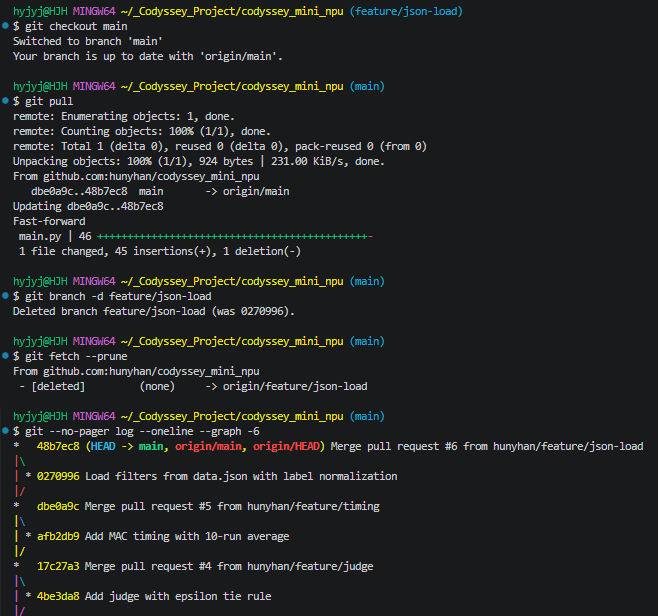 hyjyj@HJH MINGW64 ~/_Codyssey_Project/codyssey_mini_npu (feature/json-load)
$ git checkout main
Switched to branch 'main'
Your branch is up to date with 'origin/main'.
hyjyj@HJH MINGW64 ~/_Codyssey_Project/codyssey_mini_npu (main)
$ git pull
remote: Enumerating objects: 1, done.
remote: Counting objects: 100% (1/1), done.
remote: Total 1 (delta 0), reused 0 (delta 0), pack-reused 0 (from 0)
Unpacking objects: 100% (1/1), 924 bytes | 231.00 KiB/s, done.
From github.com:hunyhan/codyssey_mini_npu
   dbe0a9c..48b7ec8  main       -> origin/main
Updating dbe0a9c..48b7ec8
Fast-forward
 main.py | 46 +++++++++++++++++++++++++++++++++++++++++++++-
 1 file changed, 45 insertions(+), 1 deletion(-)
hyjyj@HJH MINGW64 ~/_Codyssey_Project/codyssey_mini_npu (main)
$ git branch -d feature/json-load
Deleted branch feature/json-load (was 0270996).
hyjyj@HJH MINGW64 ~/_Codyssey_Project/codyssey_mini_npu (main)
$ git fetch --prune
From github.com:hunyhan/codyssey_mini_npu
 - [deleted]         (none)     -> origin/feature/json-load
hyjyj@HJH MINGW64 ~/_Codyssey_Project/codyssey_mini_npu (main)
$ git --no-pager log --oneline --graph -6
*   48b7ec8 (HEAD -> main, origin/main, origin/HEAD) Merge pull request #6 from hunyhan/feature/json-load
|\
| * 0270996 Load filters from data.json with label normalization
|/
*   dbe0a9c Merge pull request #5 from hunyhan/feature/timing
|\
| * afb2db9 Add MAC timing with 10-run average
|/
*   17c27a3 Merge pull request #4 from hunyhan/feature/judge
|\
| * 4be3da8 Add judge with epsilon tie rule
|/